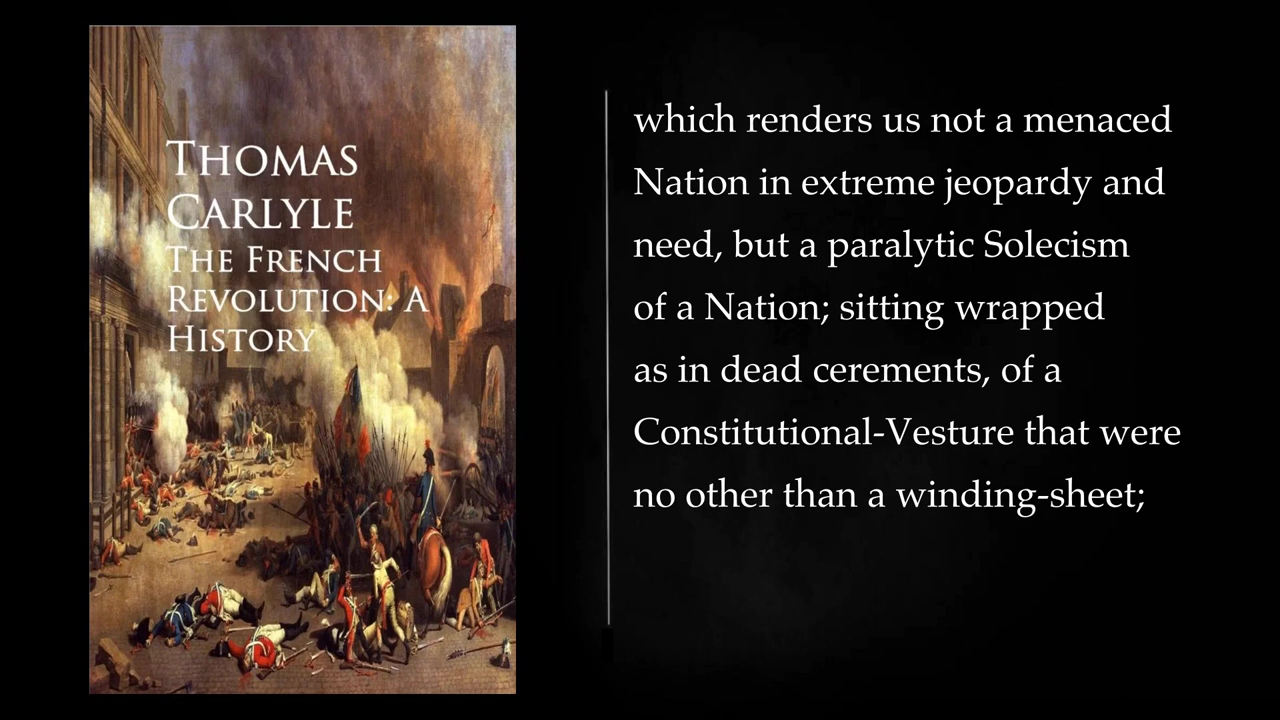 THOMAS
CARLYLE
THE FRENCH
REVOLUTION: A
HISTORY
which renders us not a menaced
Nation in extreme jeopardy and
need, but a paralytic Solecism
of a Nation; sitting wrapped
as in dead cerements, of a
Constitutional-Vesture that were
no other than a winding-sheet;